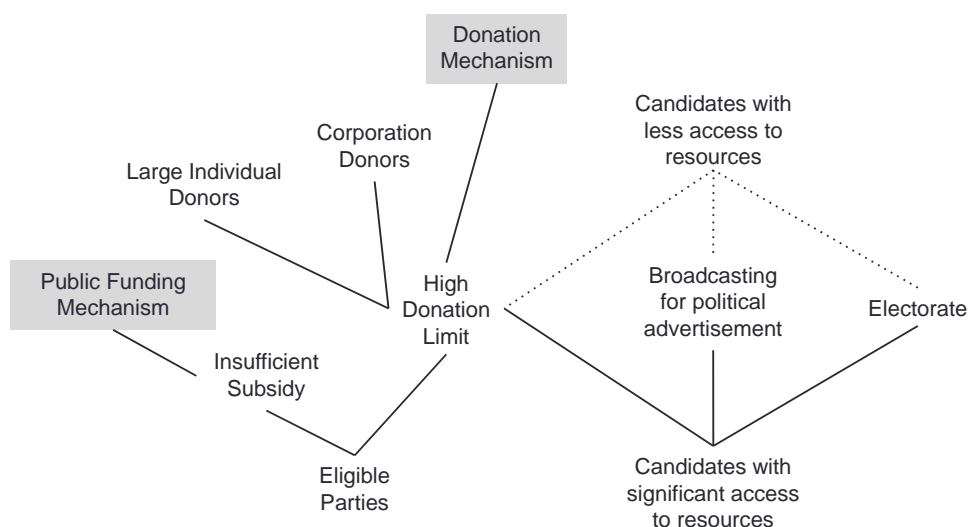 Donation
Mechanism
Candidates with
less access to
resources
Corporation
Donors
Large Individual
Donors
Public Funding
Mechanism
High
Donation
Limit
Broadcasting
for political
advertisement
Electorate
Insufficient
Subsidy
Eligible
Parties
Candidates with
significant access
to resources